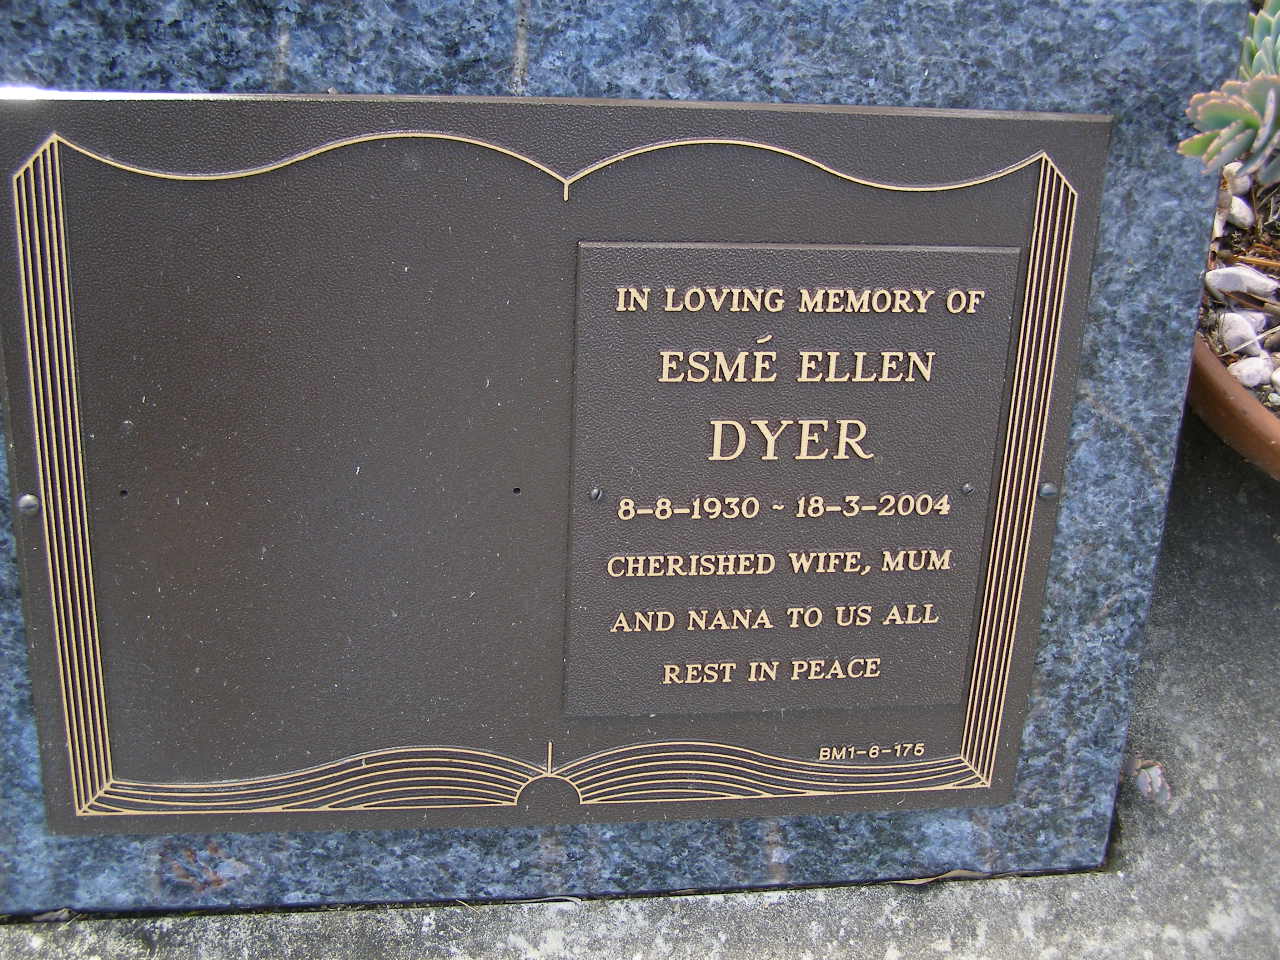 IN LOVING MEMORY OF
ESMÉ ELLEN
DYER
8-8-1930 ~ 18-3-2004
CHERISHED WIFE, MUM
AND NANA TO US ALL
REST IN PEACE
BM1-6-175